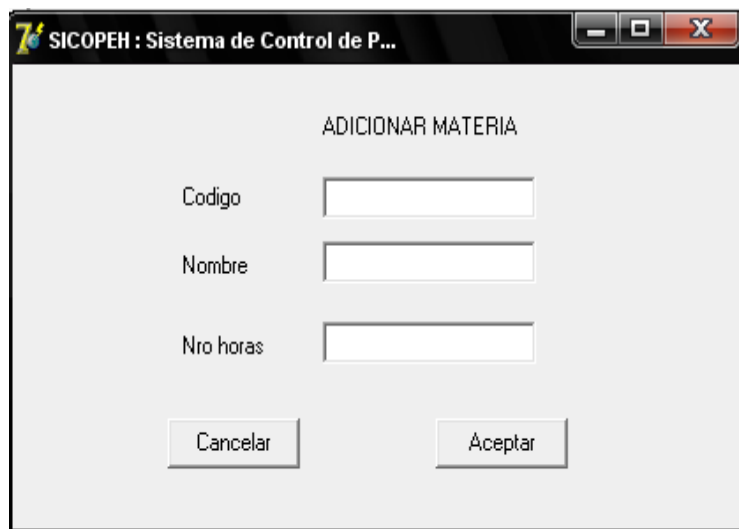 SICOPEH : Sistema de Control de P...
ADICIONAR MATERIA
Codigo
Nombre
Nro horas
Cancelar Aceptar